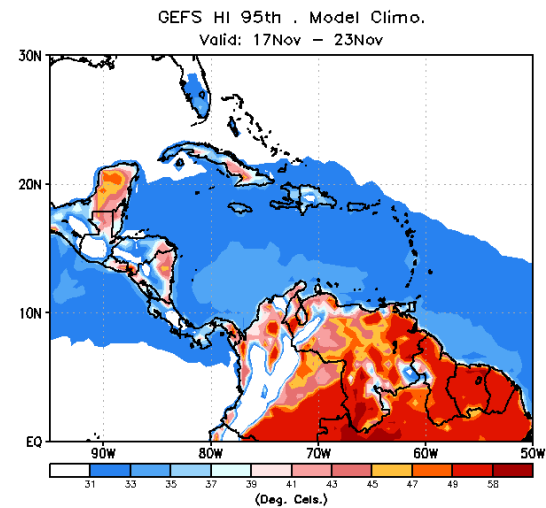 GEFS HI 95th . Model Climo.
Valid: 17Nov – 23Nov
30N
20N
10N
EQ
90W 80W 70W 60W 50W
31 33 35 37 39 41 43 45 47 49 58
(Deg. Cels.)